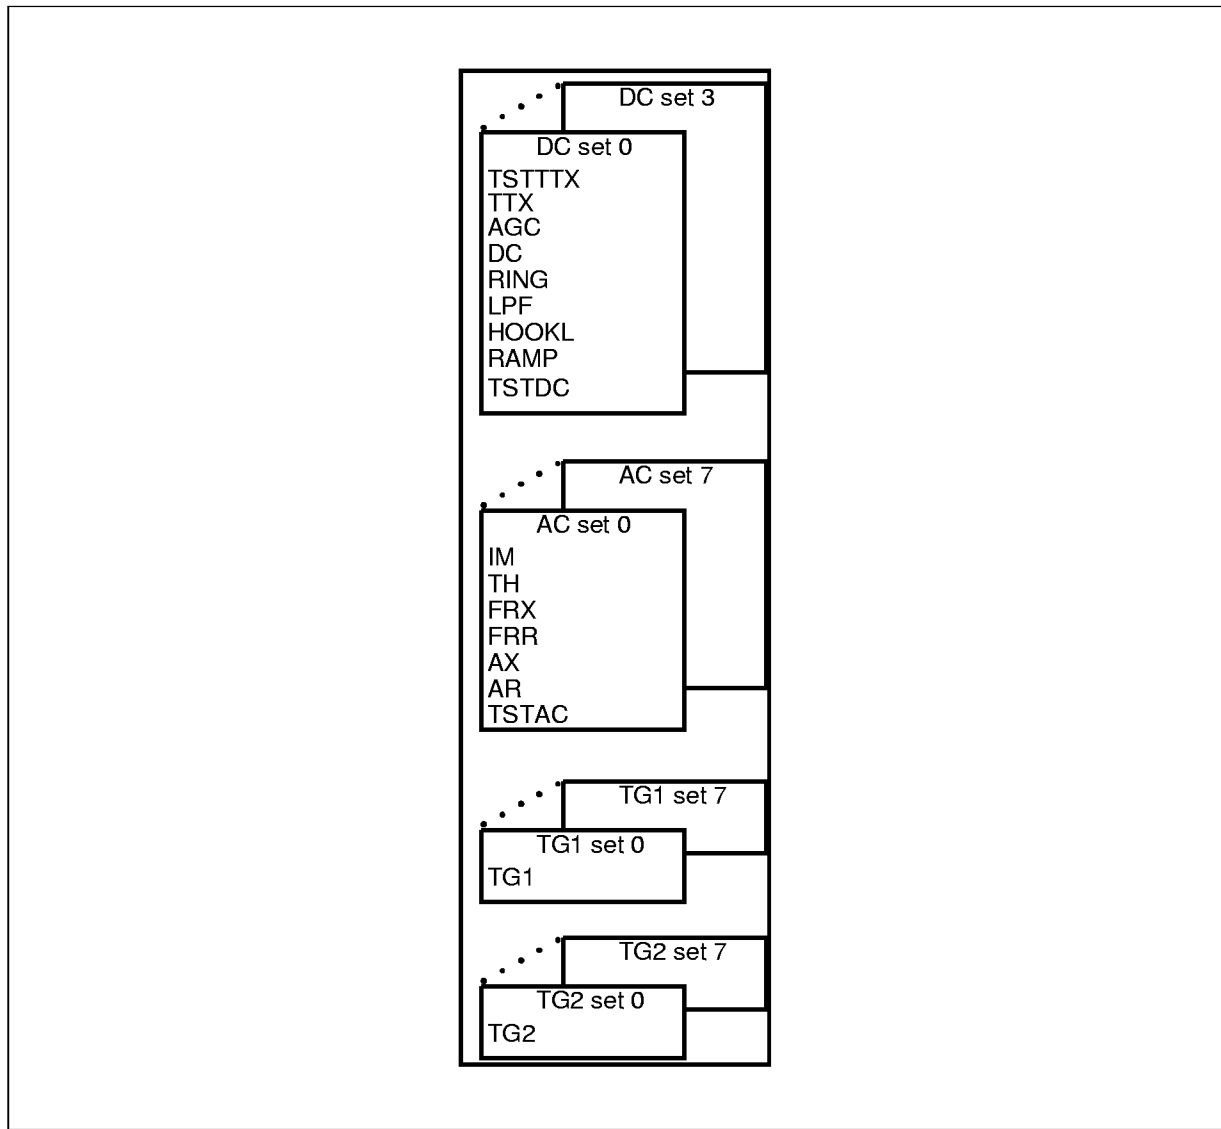 DC set 3
DC set 0
TSTTTX
TTX
AGC
DC
RING
LPF
HOOKL
RAMP
TSTDC
AC set 7
AC set 0
IM
TH
FRX
FRR
AX
AR
TSTAC
TG1 set 7
TG1 set 0
TG1
TG2 set 7
TG2 set 0
TG2